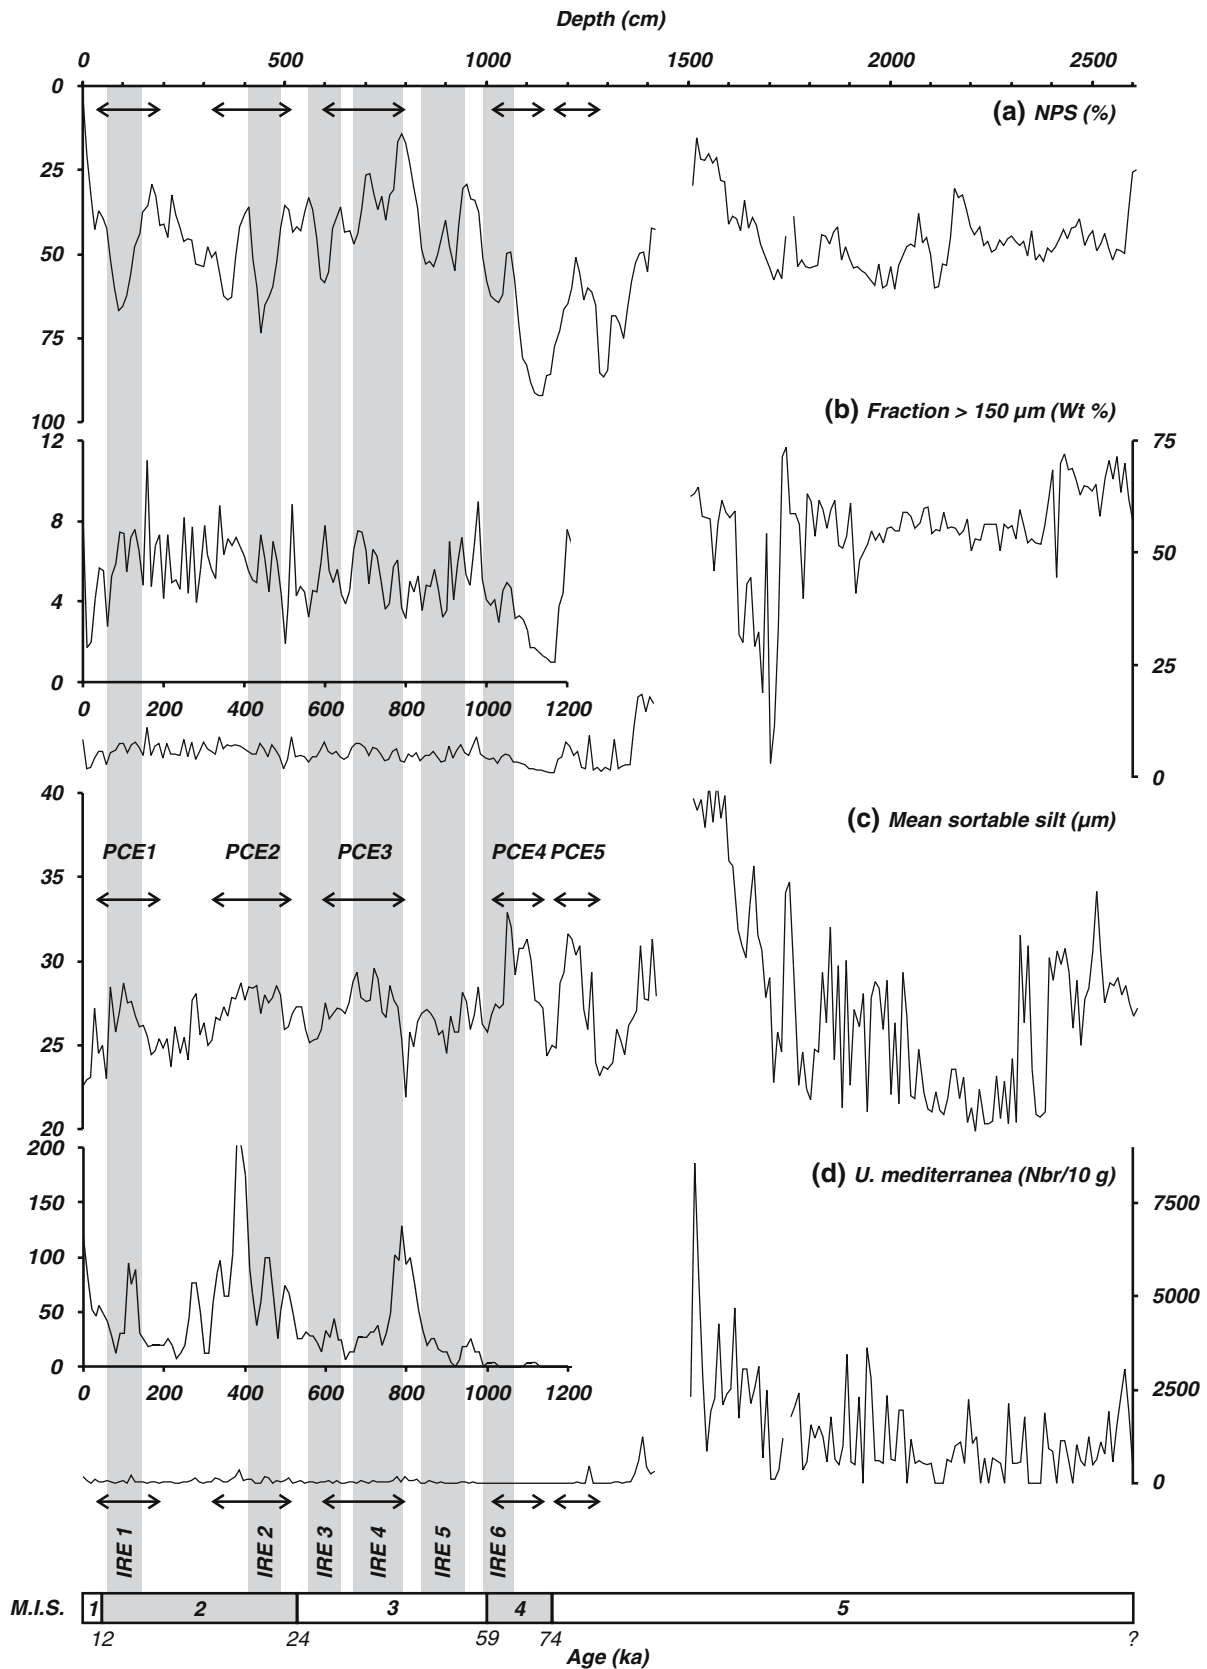 Depth (cm)
0 500 1000 1500 2000 2500
0
(a) NPS (%)
25
50
75
100
(b) Fraction > 150 µm (Wt %)
12 75
8
50
4
25
0
0 200 400 600 800 1000 1200
0
40
(c) Mean sortable silt (µm)
PCE1 PCE2 PCE3 PCE4 PCE5
35
30
25
20
200
(d) U. mediterranea (Nbr/10 g)
7500
150
100
5000
50
0
0 200 400 600 800 1000 1200
2500
0
IRE 1 IRE 2 IRE 3 IRE 4 IRE 5 IRE 6
M.I.S. 1 2 3 4 5
12 24 59 74 ?
Age (ka)